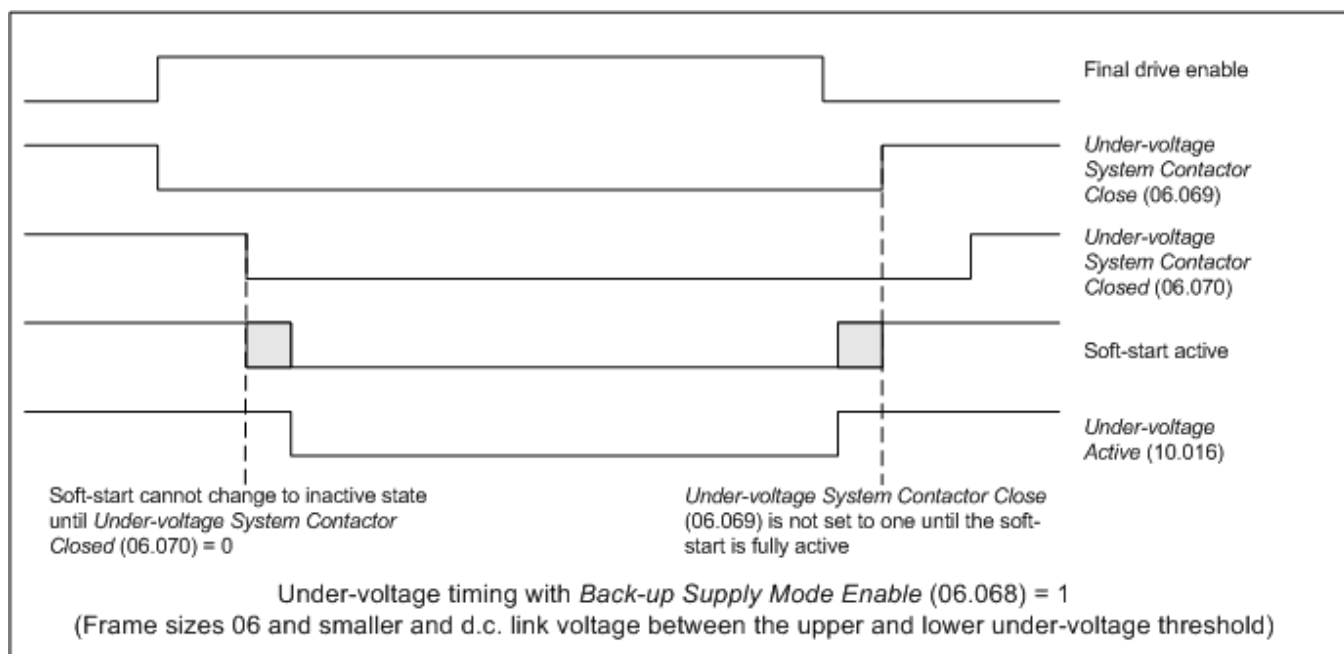 Final drive enable
Under-voltage
System Contactor
Close (06.069)
Under-voltage
System Contactor
Closed (06.070)
Soft-start active
Under-voltage
Active (10.016)
Soft-start cannot change to inactive state
until Under-voltage System Contactor
Closed (06.070) = 0
Under-voltage System Contactor Close
(06.069) is not set to one until the soft-
start is fully active
Under-voltage timing with Back-up Supply Mode Enable (06.068) = 1
(Frame sizes 06 and smaller and d.c. link voltage between the upper and lower under-voltage threshold)